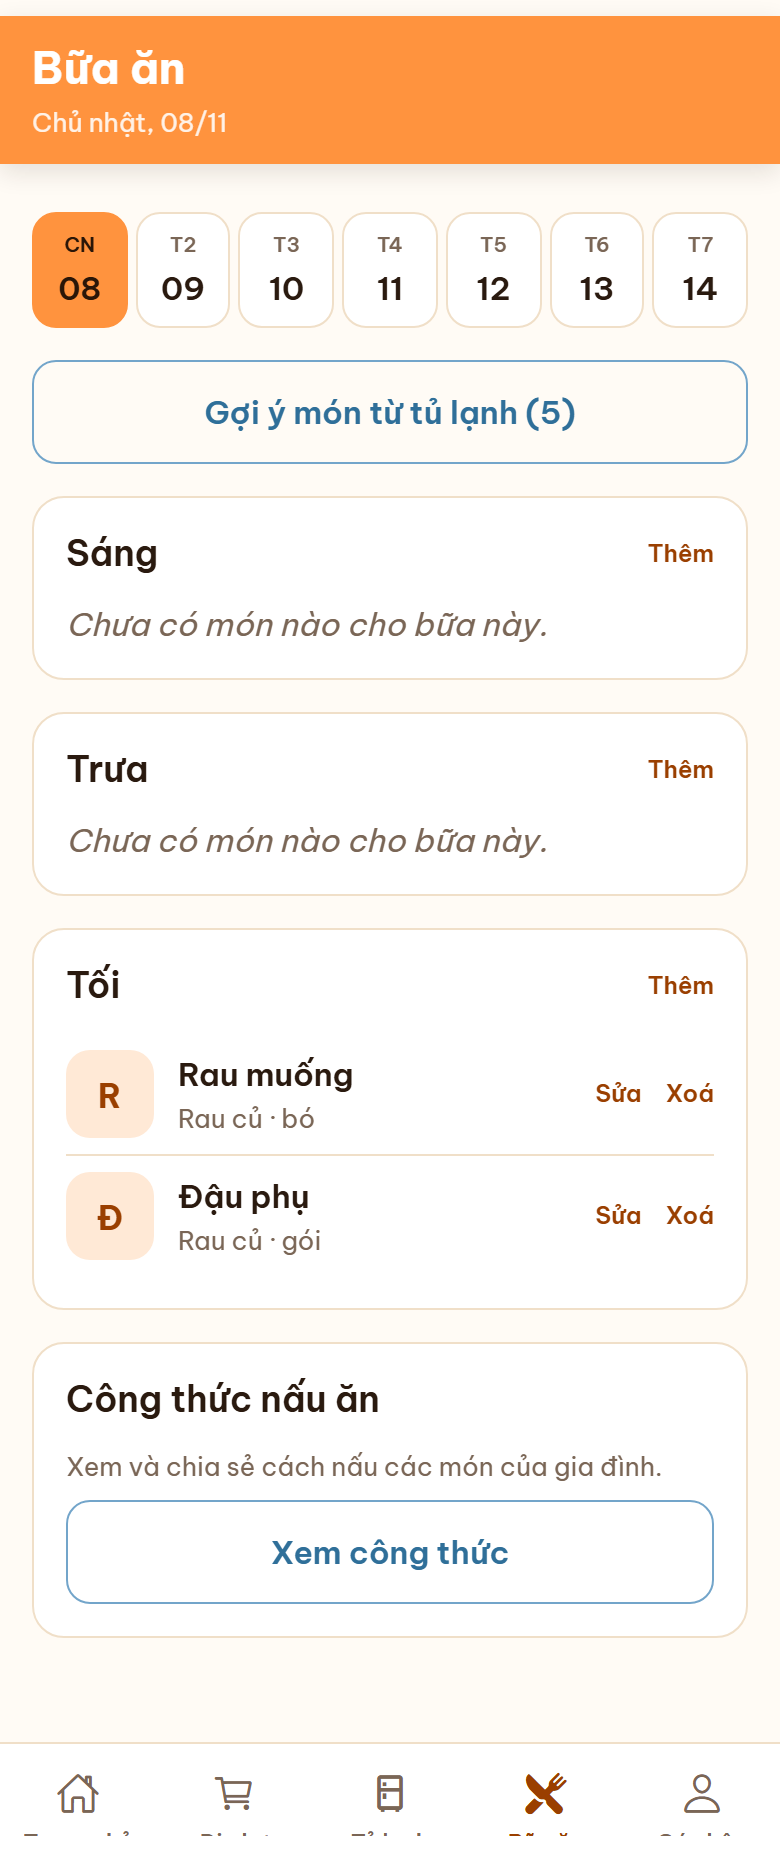 Bữa ăn
Chủ nhật, 08/11
CN T2 T3 T4 T5 T6 T7
08 09 10 11 12 13 14
Gợi ý món từ tủ lạnh (5)
Sáng Thêm
Chưa có món nào cho bữa này.
Trưa Thêm
Chưa có món nào cho bữa này.
Tối Thêm
R Rau muống Sửa Xoá
Rau củ · bó
Đ Đậu phụ Sửa Xoá
Rau củ · gói
Công thức nấu ăn
Xem và chia sẻ cách nấu các món của gia đình.
Xem công thức